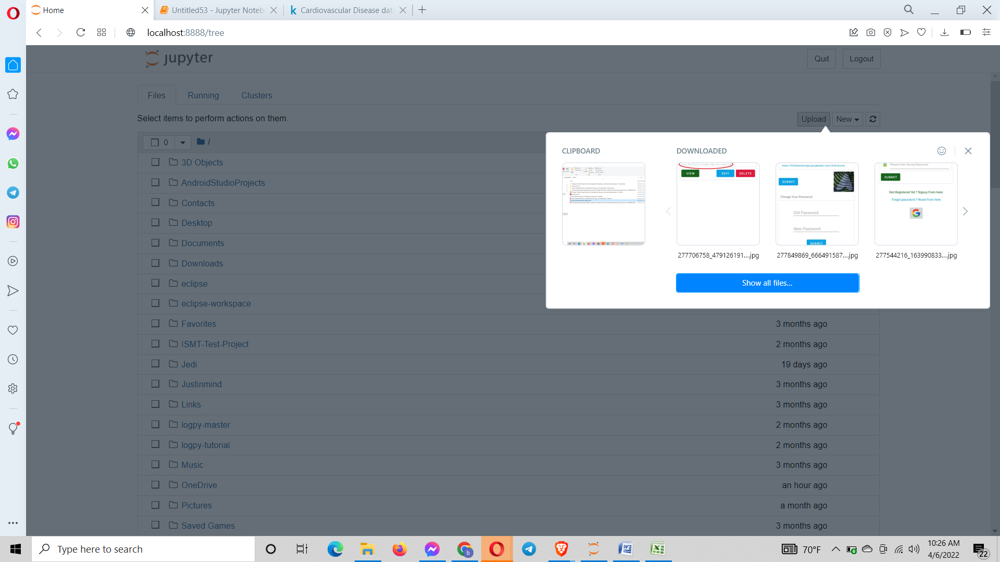 Home
Untitled53 - Jupyter Noteb
Cardiovascular Disease dat
localhost:8888/tree
jupyter
Quit
Logout
Files
Running
Clusters
Select items to perform actions on them.
Upload
New
0
/
3D Objects
AndroidStudioProjects
Contacts
Desktop
Documents
Downloads
eclipse
eclipse-workspace
Favorites
3 months ago
ISMT-Test-Project
2 months ago
Jedi
19 days ago
Justinmind
3 months ago
Links
3 months ago
logpy-master
2 months ago
logpy-tutorial
2 months ago
Music
3 months ago
OneDrive
an hour ago
Pictures
a month ago
Saved Games
3 months ago
CLIPBOARD
DOWNLOADED
VIEW
EDIT
DELETE
277706758_479126191....jpg
SUBMIT
Change Your Password
Old Password
New Password
SUBMIT
277849869_666491587....jpg
Please Enter Strong Password
SUBMIT
Not Registered Yet ? Signup From Here
Forgot password ? Reset From here
277544216_163990833....jpg
Show all files...
Type here to search
b
70°F
10:26 AM
4/6/2022
22